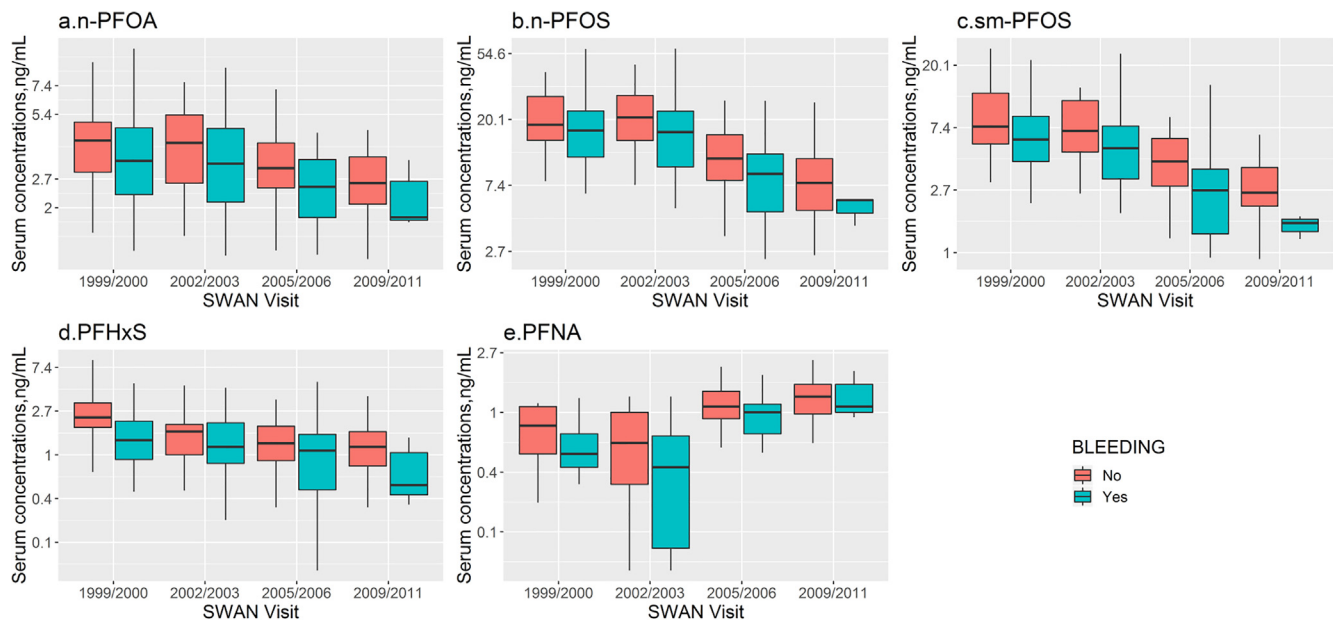 a.n-PFOA
Serum concentrations,ng/mL
7.4
5.4
2.7
2
1999/2000 2002/2003 2005/2006 2009/2011
SWAN Visit
b.n-PFOS
Serum concentrations,ng/mL
54.6
20.1
7.4
2.7
1999/2000 2002/2003 2005/2006 2009/2011
SWAN Visit
c.sm-PFOS
Serum concentrations,ng/mL
20.1
7.4
2.7
1
1999/2000 2002/2003 2005/2006 2009/2011
SWAN Visit
d.PFHxS
Serum concentrations,ng/mL
7.4
2.7
1
0.4
0.1
1999/2000 2002/2003 2005/2006 2009/2011
SWAN Visit
e.PFNA
Serum concentrations,ng/mL
2.7
1
0.4
0.1
1999/2000 2002/2003 2005/2006 2009/2011
SWAN Visit
BLEEDING
No
Yes